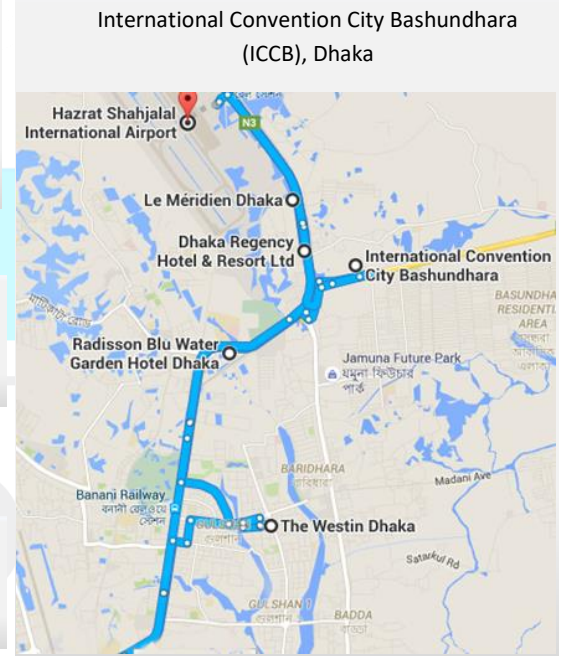 International Convention City Bashundhara
(ICCB), Dhaka
Hazrat Shahjalal
International Airport
N3
Le Méridien Dhaka
Dhaka Regency
Hotel & Resort Ltd
International Convention
City Bashundhara
BASUNDHA
RESIDENTI
AREA
Radisson Blu Water
Garden Hotel Dhaka
Jamuna Future Park
যমুনা ফিউচার
পার্ক
BARIDHARA
বারিধারা
Madani Ave
Banani Railway
বনানী রেলওয়ে
স্টেশন
গুলশান
The Westin Dhaka
Satarkul Rd
GULSHAN 1
গুলশান
BADDA
বাড্ডা